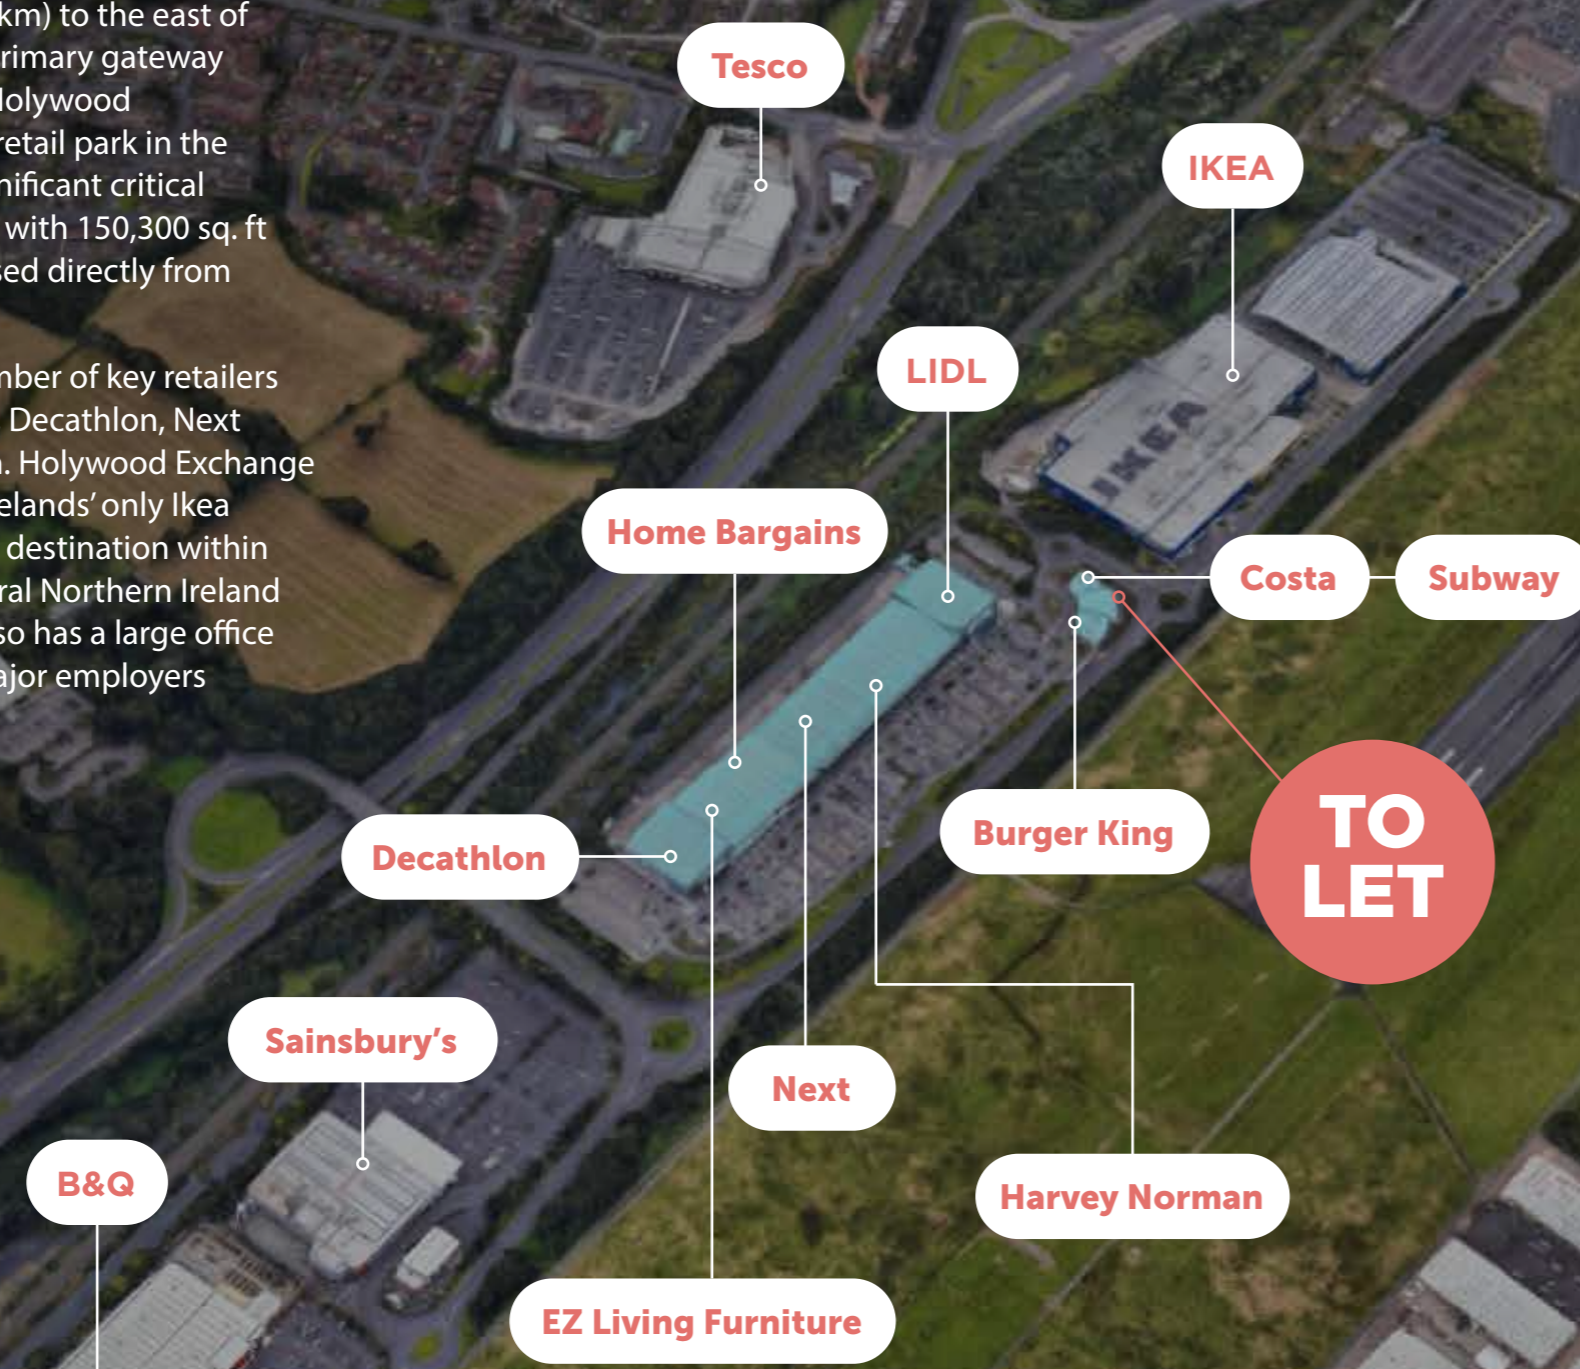 km) to the east of
rimary gateway
Holywood
retail park in the
nificant critical
with 150,300 sq. ft
sed directly from
mber of key retailers
Decathlon, Next
. Holywood Exchange
elands’ only Ikea
destination within
ral Northern Ireland
so has a large office
ajor employers
Tesco
IKEA
LIDL
IKEA
Home Bargains
Costa
Subway
TO
LET
Burger King
Decathlon
Sainsbury’s
Next
B&Q
Harvey Norman
EZ Living Furniture